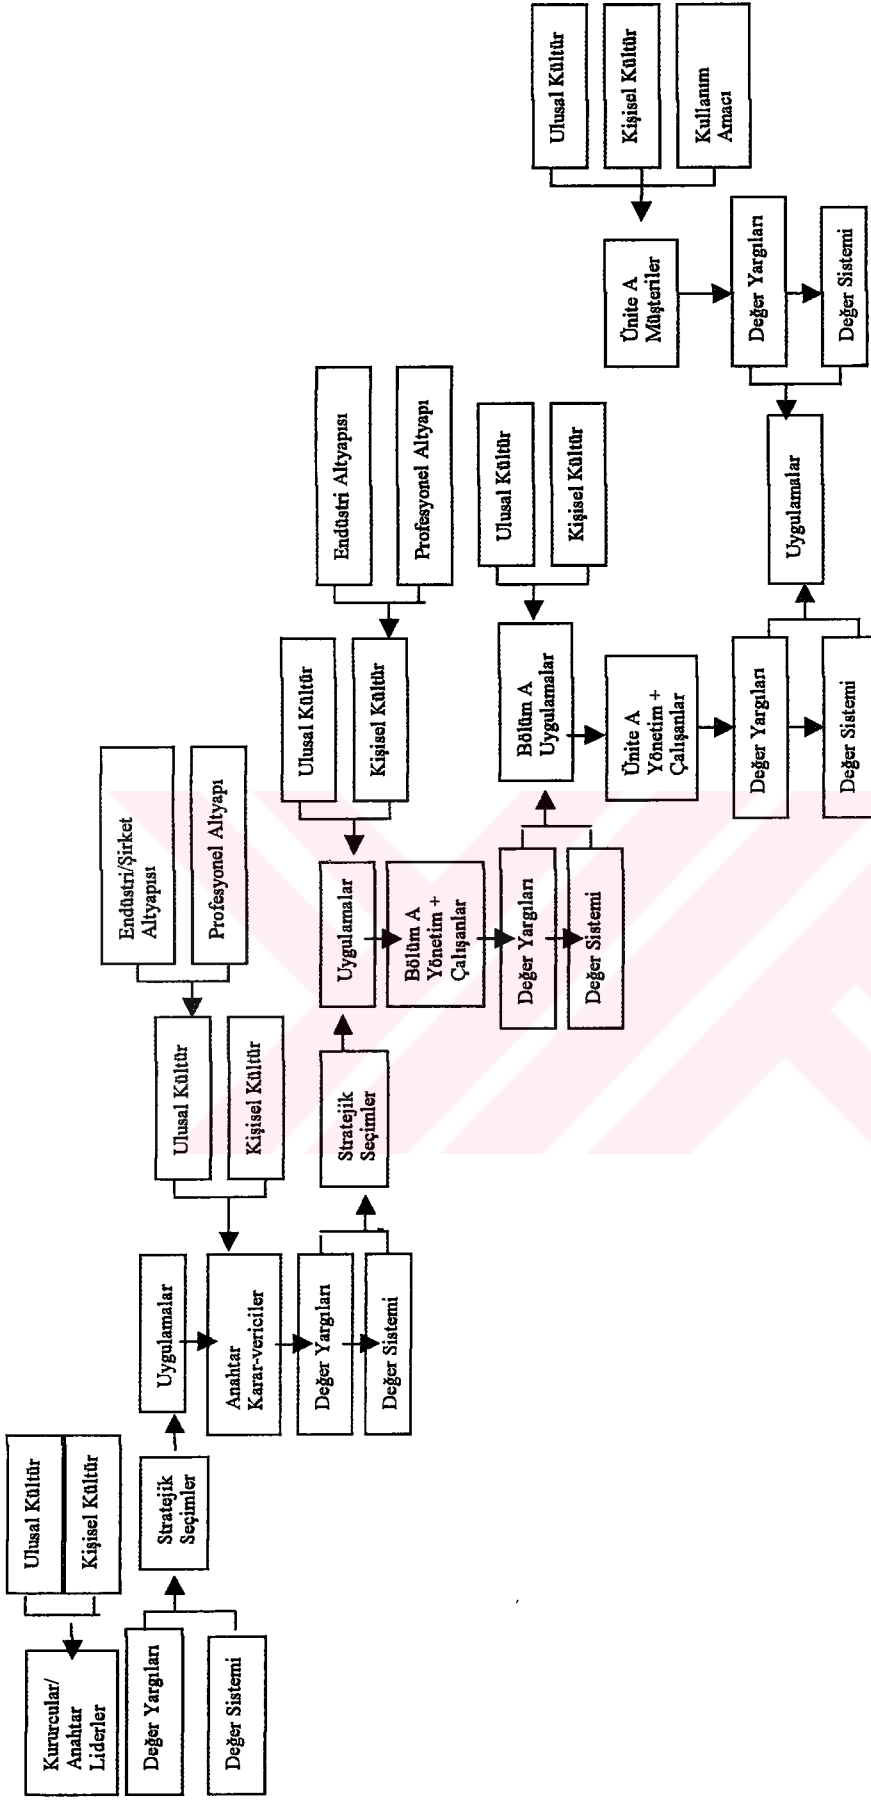 Ulusal Kültür
Kişisel Kültür
Kururcular/
Anahtar
Liderler
Değer Yargıları
Değer Sistemi
Stratejik
Seçimler
Endüstri/Şirket
Altyapısı
Profesyonel Altyapı
Ulusal Kültür
Kişisel Kültür
Uygulamalar
Anahtar
Karar-vericiler
Değer Yargıları
Değer Sistemi
Stratejik
Seçimler
Endüstri Altyapısı
Profesyonel Altyapı
Ulusal Kültür
Kişisel Kültür
Uygulamalar
Bölüm A
Yönetim +
Çalışanlar
Değer Yargıları
Değer Sistemi
Ulusal Kültür
Kişisel Kültür
Bölüm A
Uygulamalar
Ünite A
Yönetim +
Çalışanlar
Değer Yargıları
Değer Sistemi
Ulusal Kültür
Kişisel Kültür
Kullanım
Amacı
Ünite A
Müşteriler
Değer Yargıları
Değer Sistemi
Uygulamalar